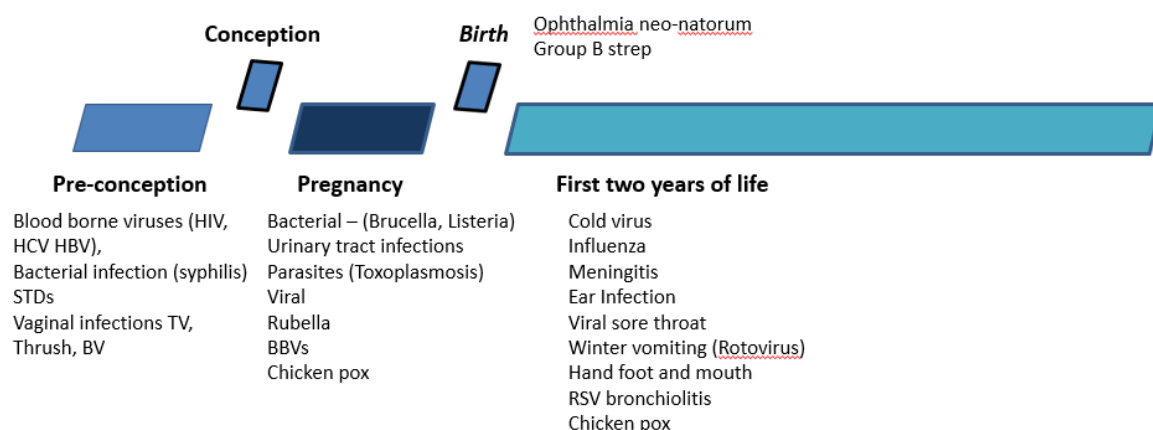 Conception
Birth
Ophthalmia neo-natorum
Group B strep
Pre-conception
Blood borne viruses (HIV,
HCV HBV),
Bacterial infection (syphilis)
STDs
Vaginal infections TV,
Thrush, BV
Pregnancy
Bacterial – (Brucella, Listeria)
Urinary tract infections
Parasites (Toxoplasmosis)
Viral
Rubella
BBVs
Chicken pox
First two years of life
Cold virus
Influenza
Meningitis
Ear Infection
Viral sore throat
Winter vomiting (Rotovirus)
Hand foot and mouth
RSV bronchiolitis
Chicken pox